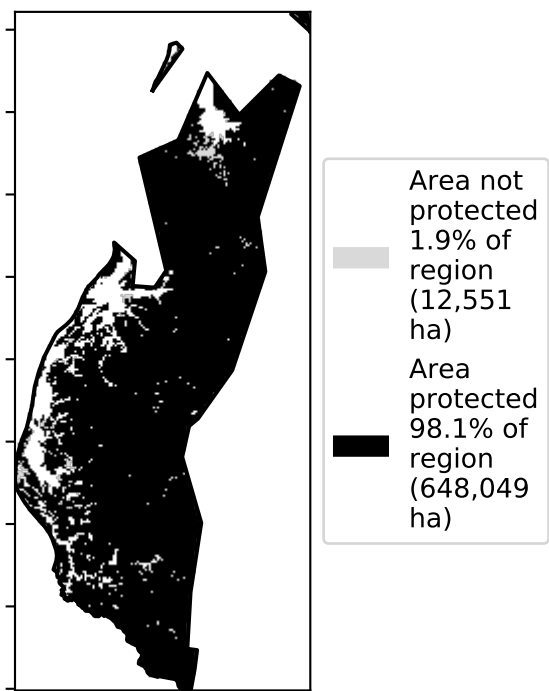 Area not
protected
1.9% of
region
(12,551
ha)
Area
protected
98.1% of
region
(648,049
ha)